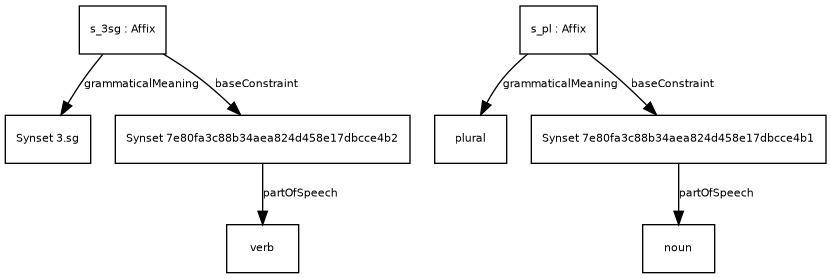 s_3sg : Affix
s_pl : Affix
grammaticalMeaning
baseConstraint
grammaticalMeaning
baseConstraint
Synset 3.sg
Synset 7e80fa3c88b34aea824d458e17dbcce4b2
plural
Synset 7e80fa3c88b34aea824d458e17dbcce4b1
partOfSpeech
partOfSpeech
verb
noun